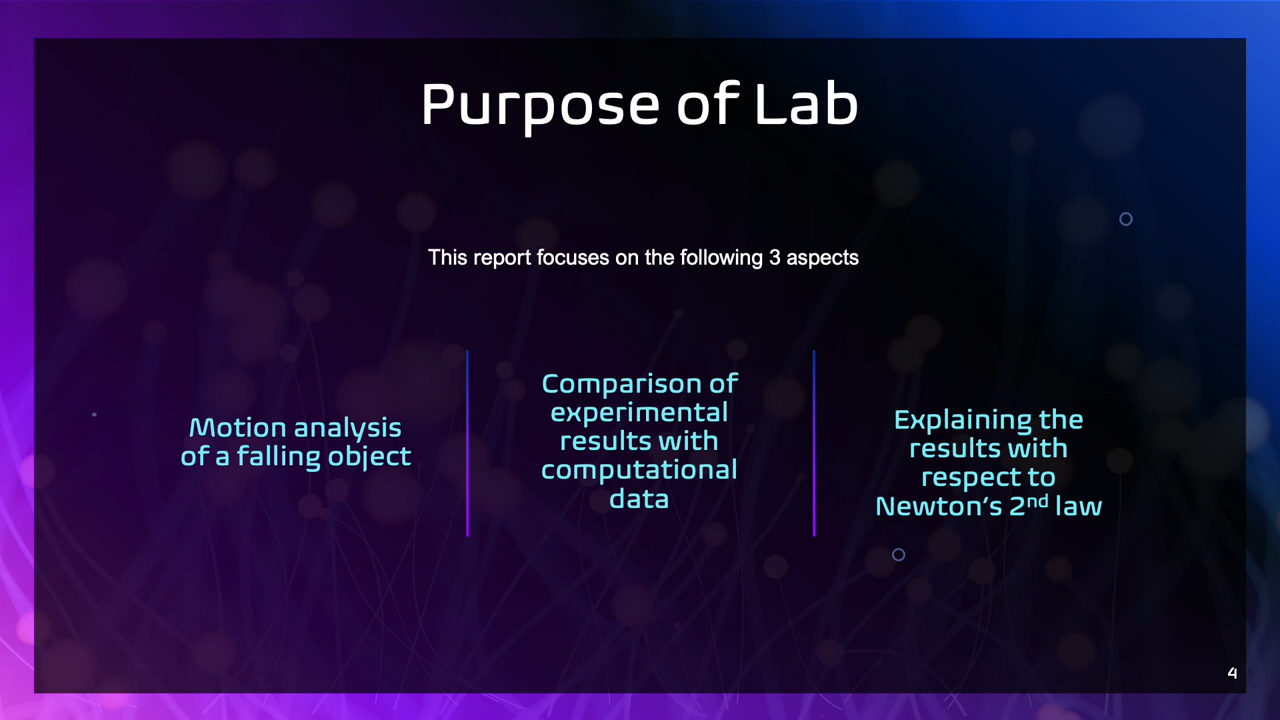 Purpose of Lab
This report focuses on the following 3 aspects
Motion analysis
of a falling object
Comparison of
experimental
results with
computational
data
Explaining the
results with
respect to
Newton’s 2nd law
4